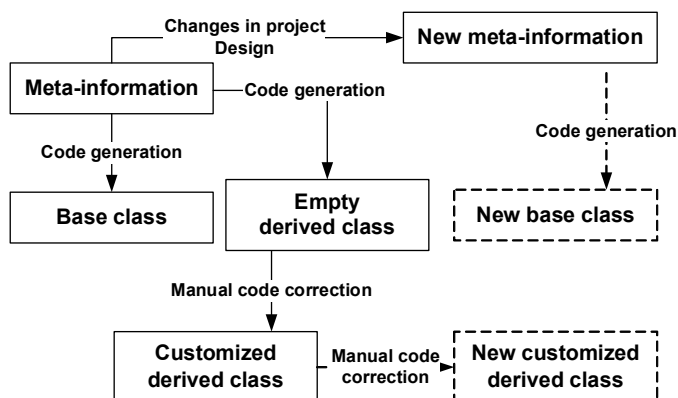 Changes in project
Design
New meta-information
Meta-information
Code generation
Code generation
Code generation
Base class
Empty
derived class
New base class
Manual code correction
Customized
derived class
Manual code
correction
New customized
derived class